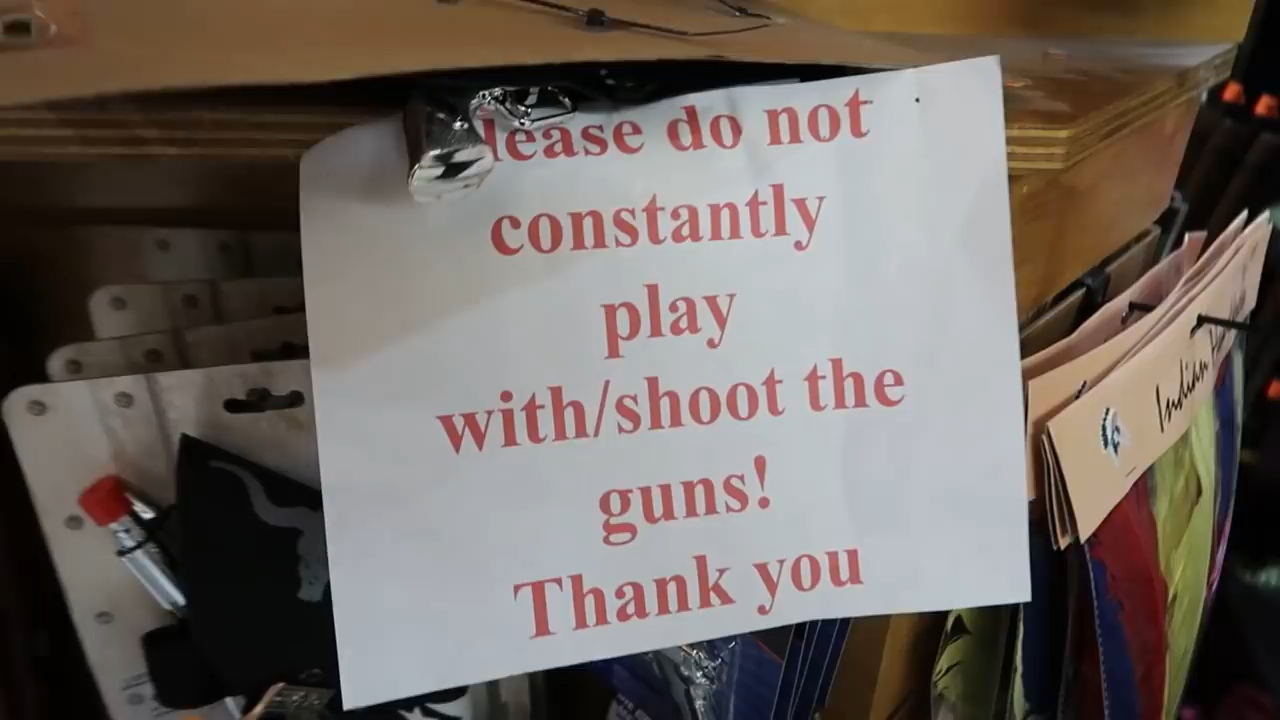 lease do not
constantly
play
with/shoot the
guns!
Thank you
Indian